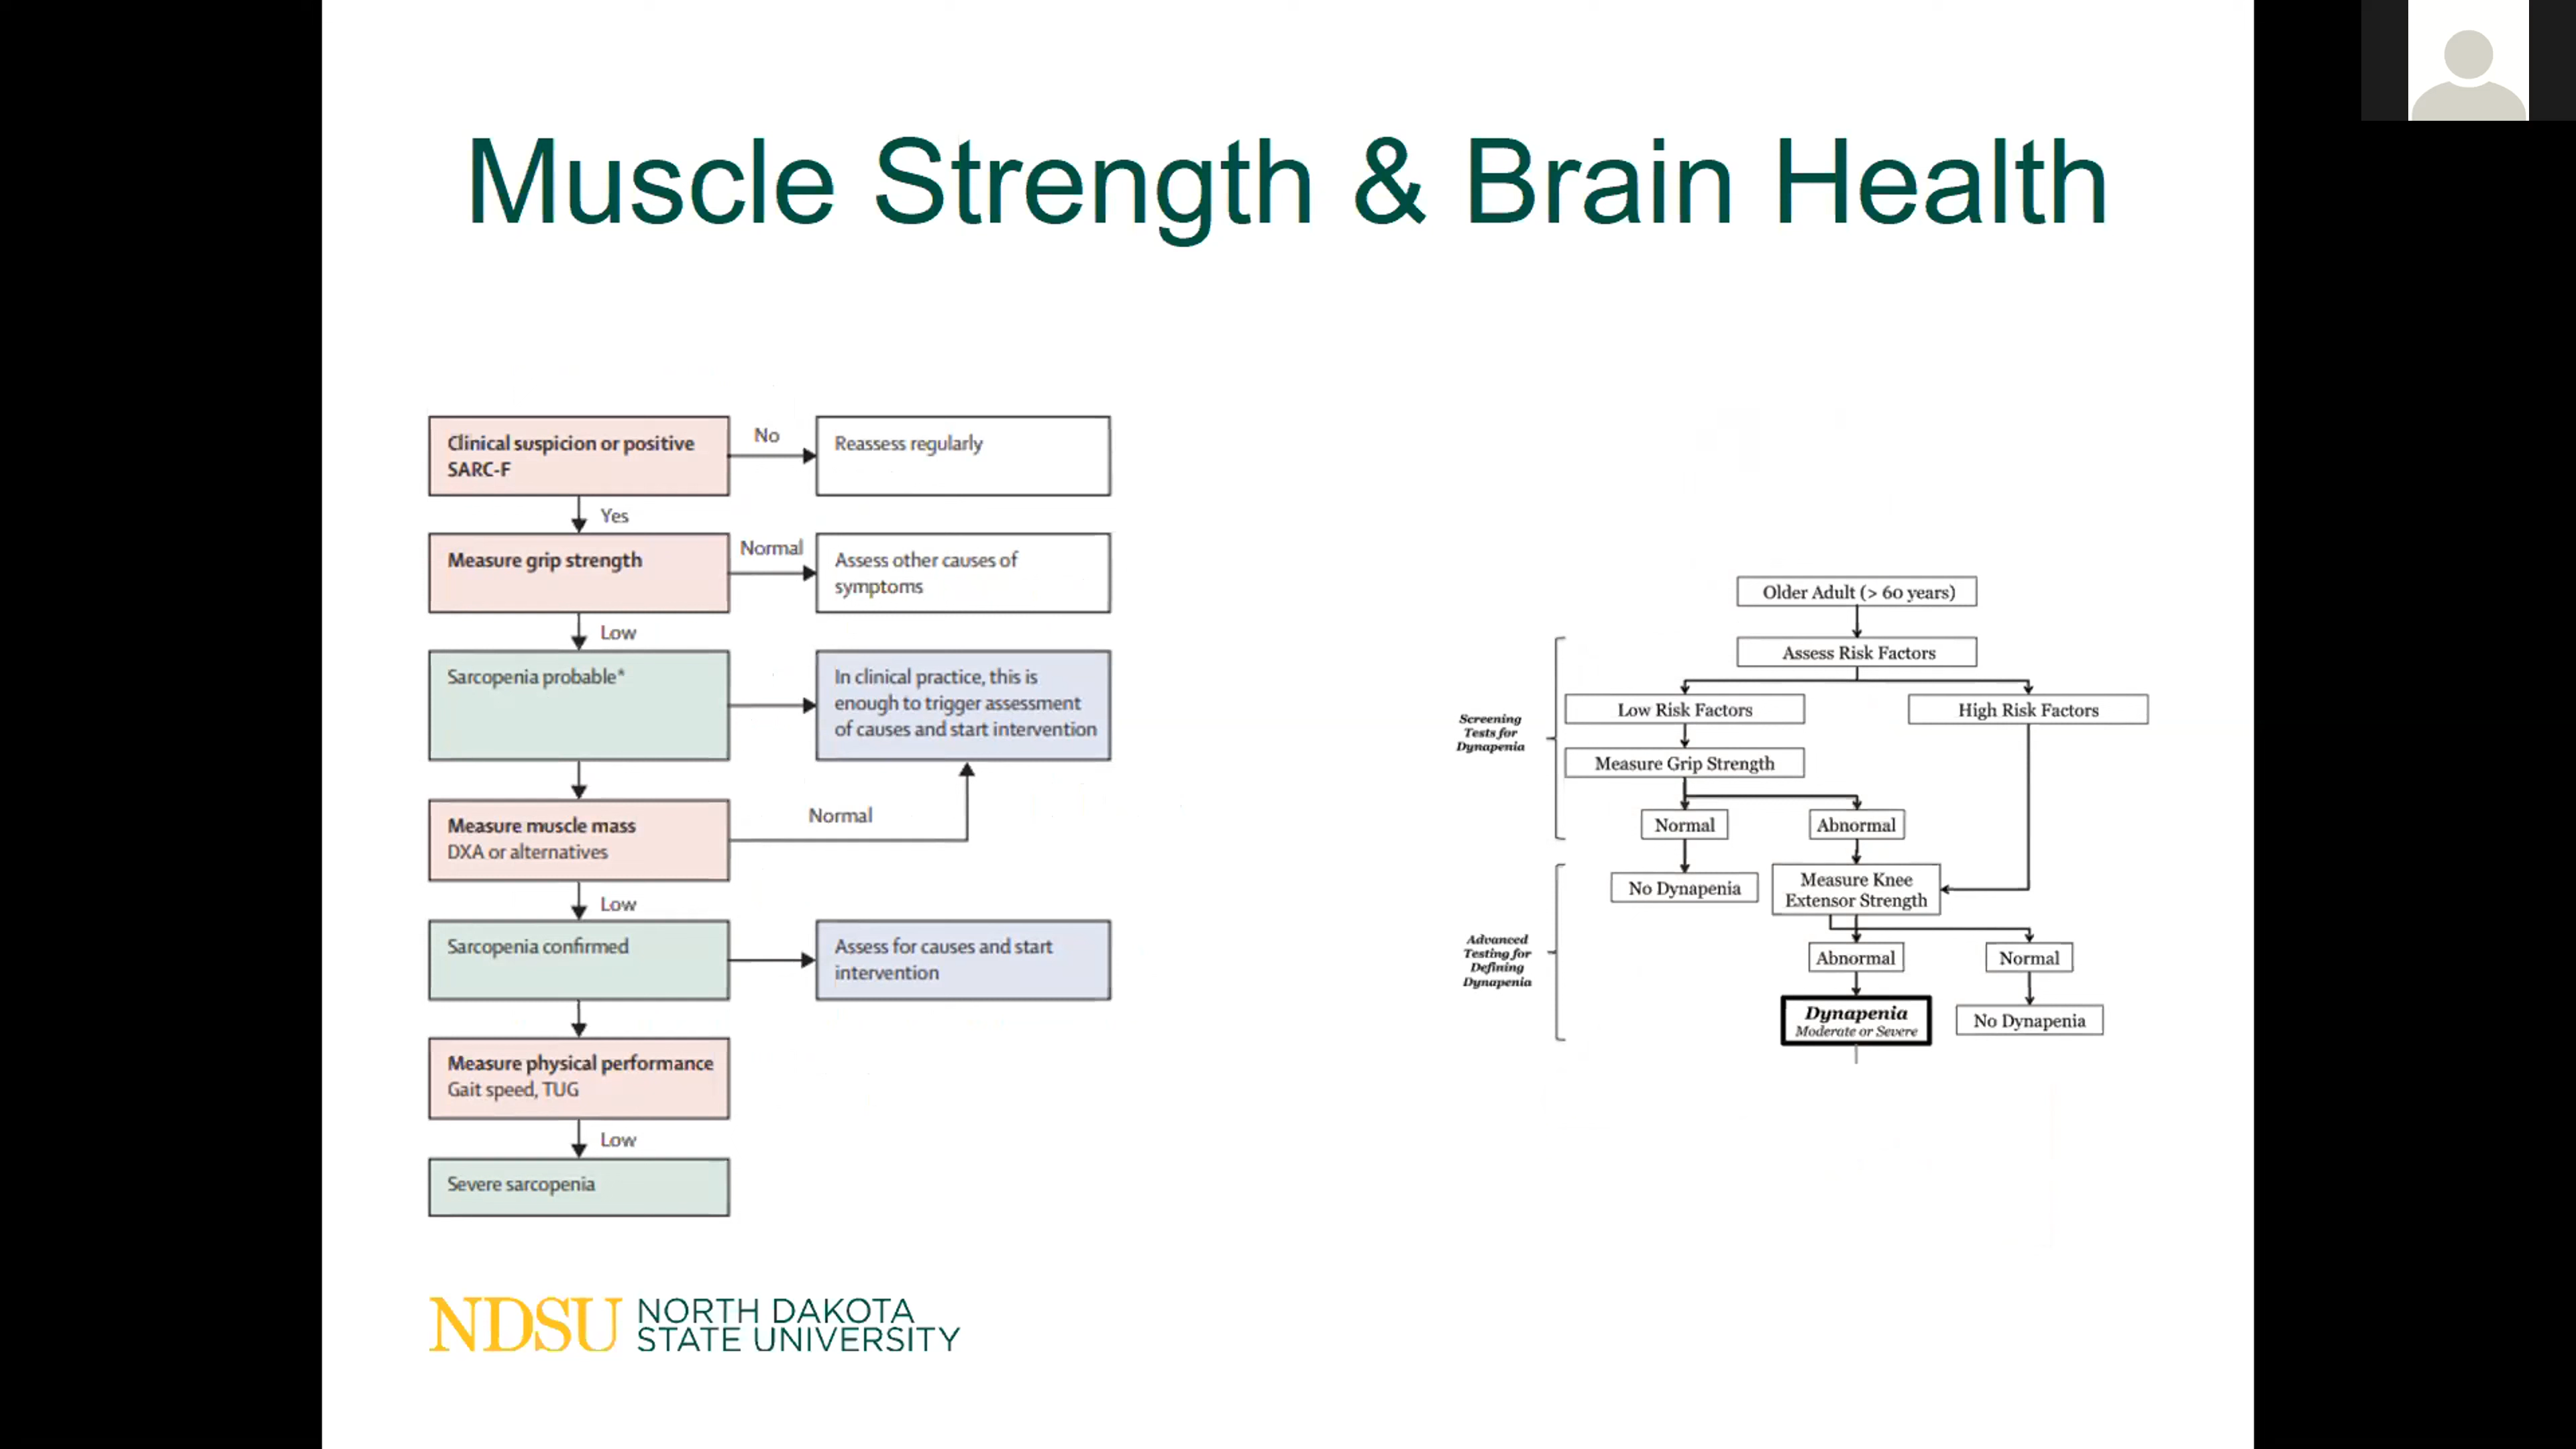 Muscle Strength & Brain Health
Clinical suspicion or positive
SARC-F
No
Reassess regularly
Yes
Measure grip strength
Normal
Assess other causes of
symptoms
Low
Sarcopenia probable*
In clinical practice, this is
enough to trigger assessment
of causes and start intervention
Measure muscle mass
DXA or alternatives
Normal
Low
Sarcopenia confirmed
Assess for causes and start
intervention
Measure physical performance
Gait speed, TUG
Low
Severe sarcopenia
Older Adult (> 60 years)
Assess Risk Factors
Low Risk Factors
High Risk Factors
Screening
Tests for
Dynapenia
Measure Grip Strength
Normal
Abnormal
No Dynapenia
Measure Knee
Extensor Strength
Advanced
Testing for
Defining
Dynapenia
Abnormal
Normal
Dynapenia
Moderate or Severe
No Dynapenia
NDSU NORTH DAKOTA
STATE UNIVERSITY